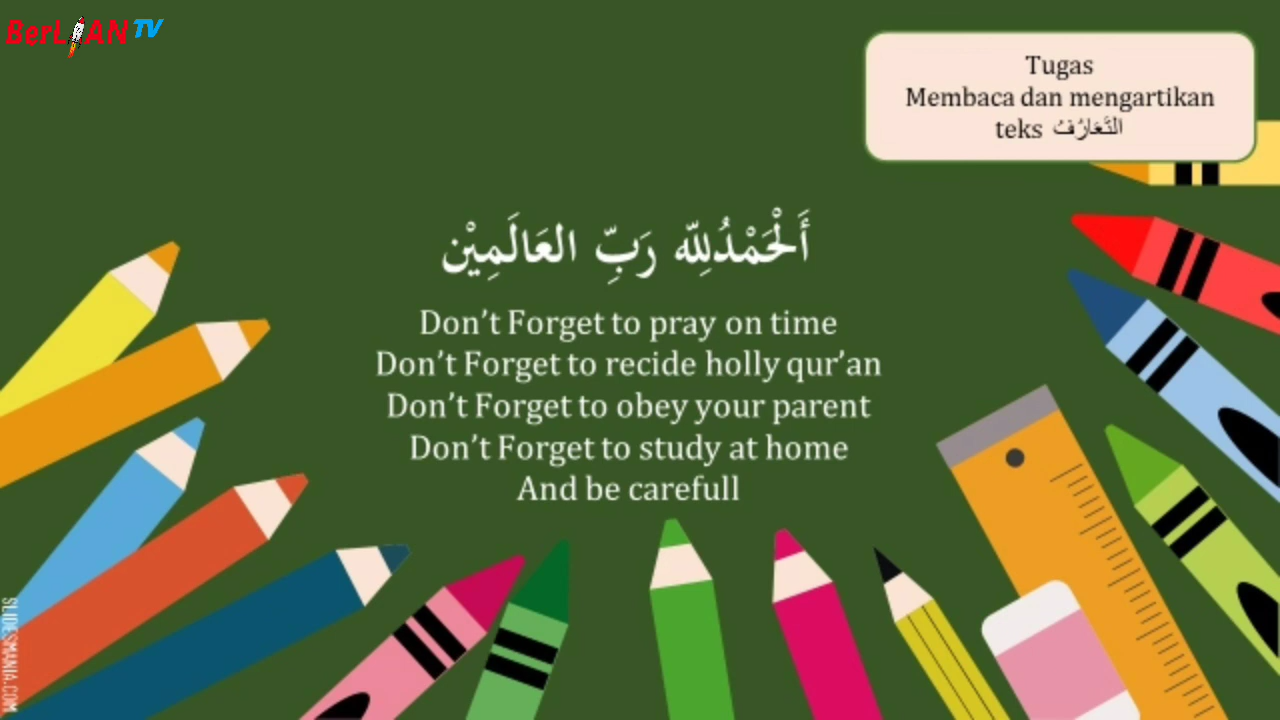 BerLIAN TV
Tugas
Membaca dan mengartikan
teks التَّعَارُفُ
أَلْحَمْدُلِلّٰه رَبِّ العَالَمِيْن
Don’t Forget to pray on time
Don’t Forget to recide holly qur’an
Don’t Forget to obey your parent
Don’t Forget to study at home
And be carefull
SLIDESMANIA.COM